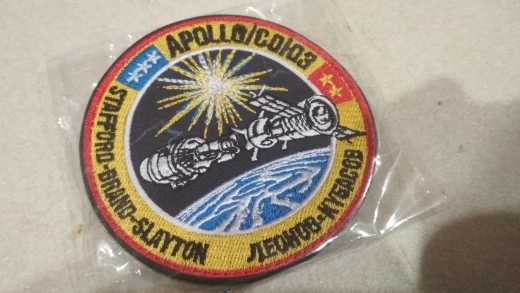 APOLLO/СОЮЗ
STAFFORD-BRAND-SLAYTON
ЛЕОНОВ-КУБАСОВ